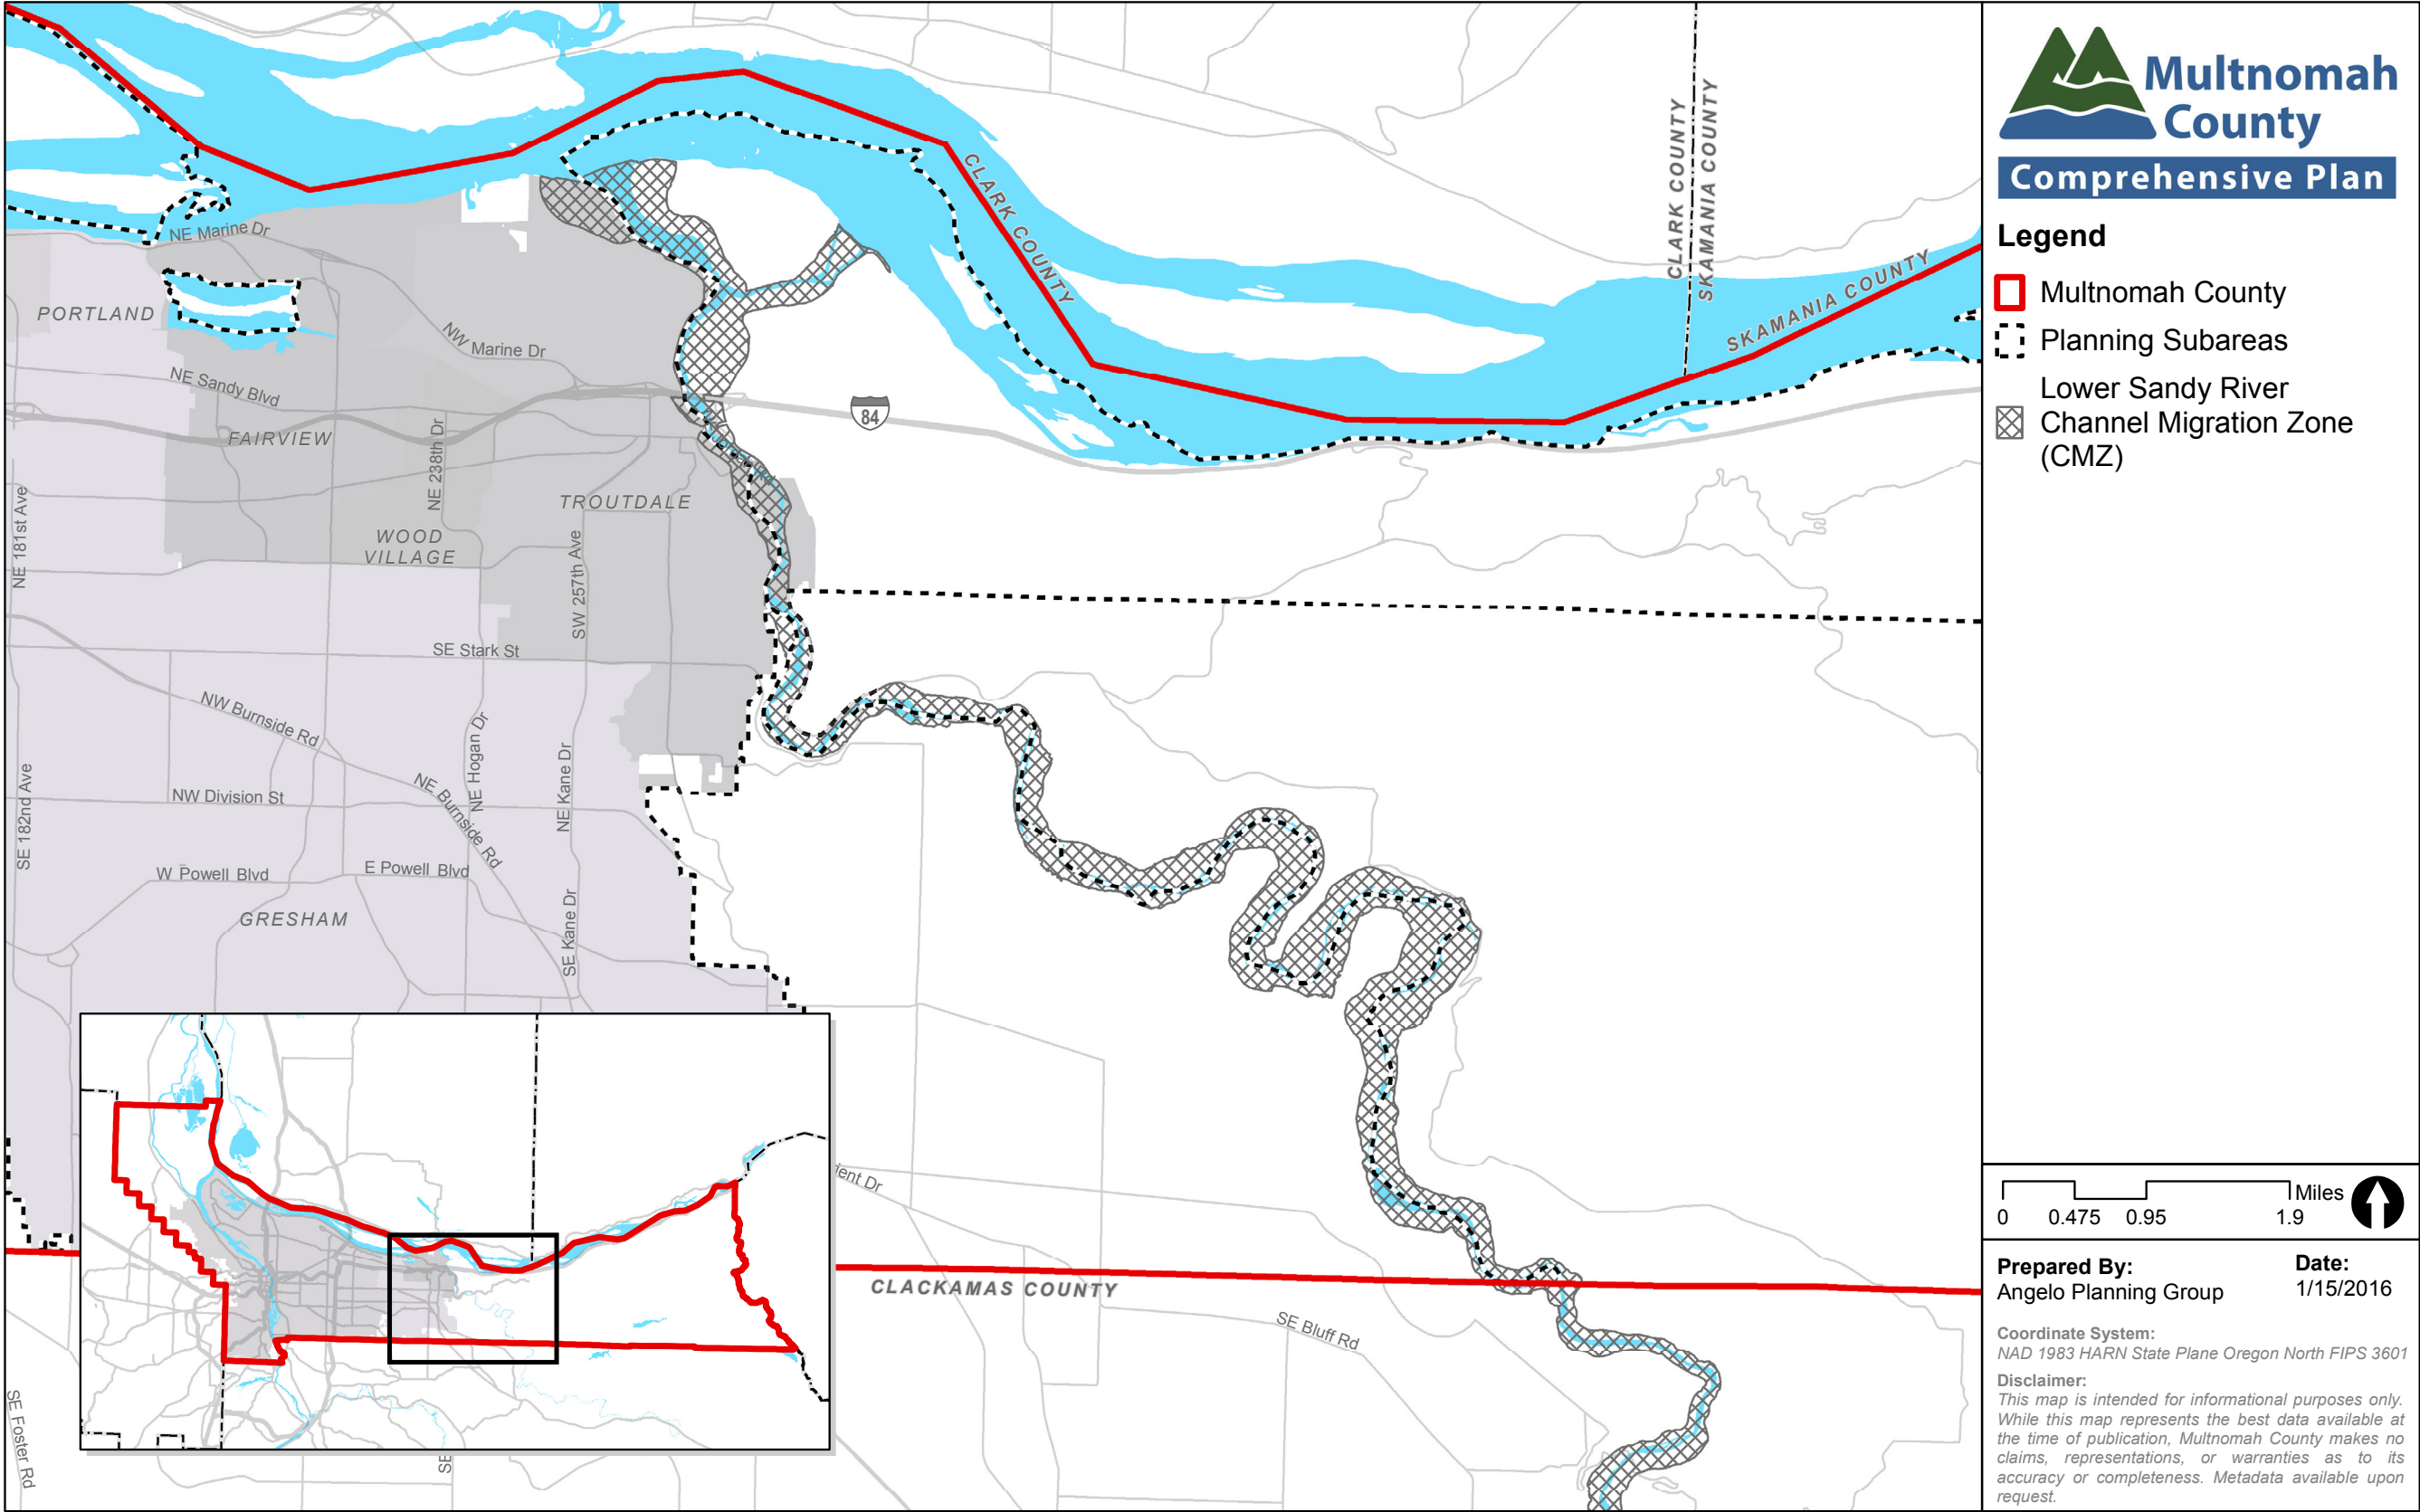 CLARK COUNTY
SKAMANIA COUNTY
CLARK COUNTY
SKAMANIA COUNTY
NE Marine Dr
PORTLAND
NW Marine Dr
NE Sandy Blvd
FAIRVIEW
84
NE 238th Dr
NE 181st Ave
TROUTDALE
WOOD
VILLAGE
SW 257th Ave
SE Stark St
NW Burnside Rd
NE Hogan Dr
NE Kane Dr
SE 182nd Ave
NW Division St
NE Burnside Rd
W Powell Blvd
E Powell Blvd
GRESHAM
SE Kane Dr
ient Dr
CLACKAMAS COUNTY
SE Bluff Rd
SE Foster Rd
SE
Multnomah
County
Comprehensive Plan
Legend
Multnomah County
Planning Subareas
Lower Sandy River
Channel Migration Zone
(CMZ)
Miles
0 0.475 0.95 1.9
Prepared By:
Angelo Planning Group
Date:
1/15/2016
Coordinate System:
NAD 1983 HARN State Plane Oregon North FIPS 3601
Disclaimer:
This map is intended for informational purposes only.
While this map represents the best data available at
the time of publication, Multnomah County makes no
claims, representations, or warranties as to its
accuracy or completeness. Metadata available upon
request.